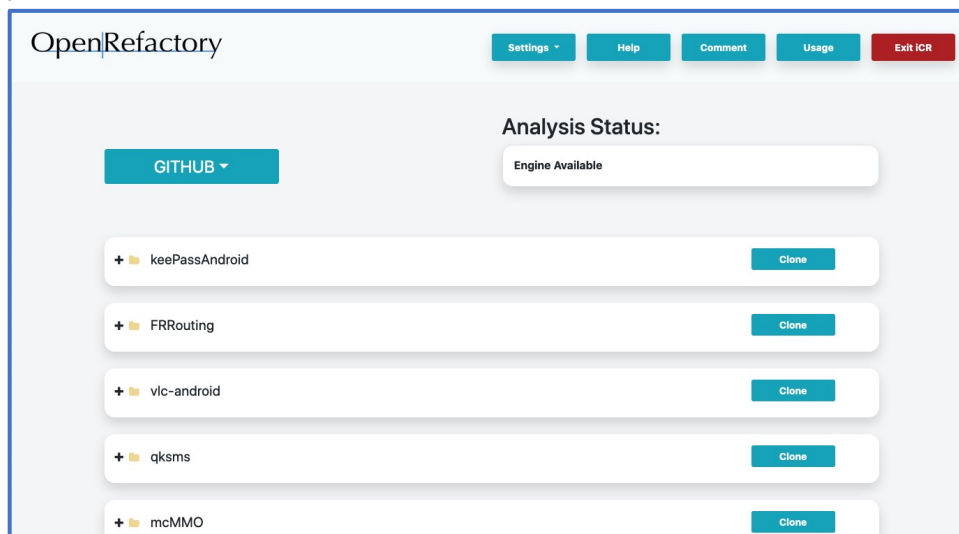 OpenRefactory
Settings Help Comment Usage Exit iCR
Analysis Status:
GITHUB
Engine Available
keePassAndroid Clone
FRRouting Clone
vlc-android Clone
qksms Clone
mcMMO Clone